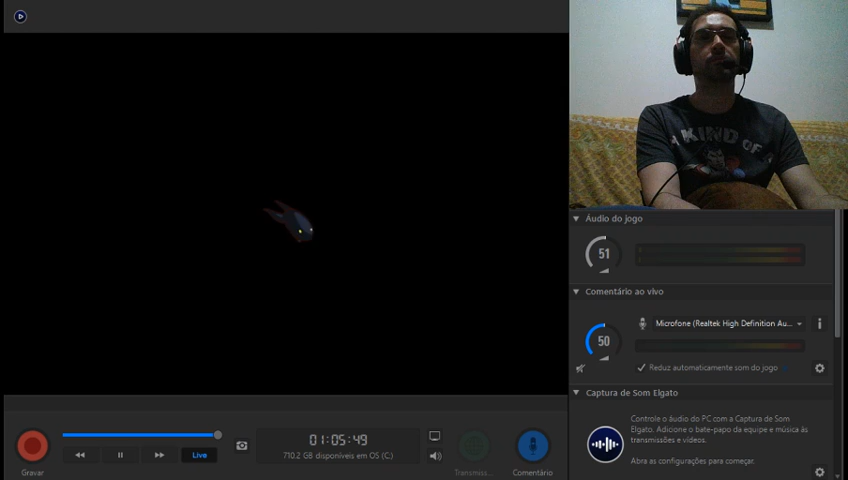 A KIND OF
Áudio do jogo
51
Comentário ao vivo
50
Microfone (Realtek High Definition Au...
Reduz automaticamente som do jogo
Captura de Som Elgato
Controle o áudio do PC com a Captura de Som
Elgato. Adicione o bate-papo da equipe e música às
transmissões e vídeos.
Abra as configurações para começar.
Gravar
Live
01:05:49
710.2 GB disponíveis em OS (C:)
Transmiss...
Comentário